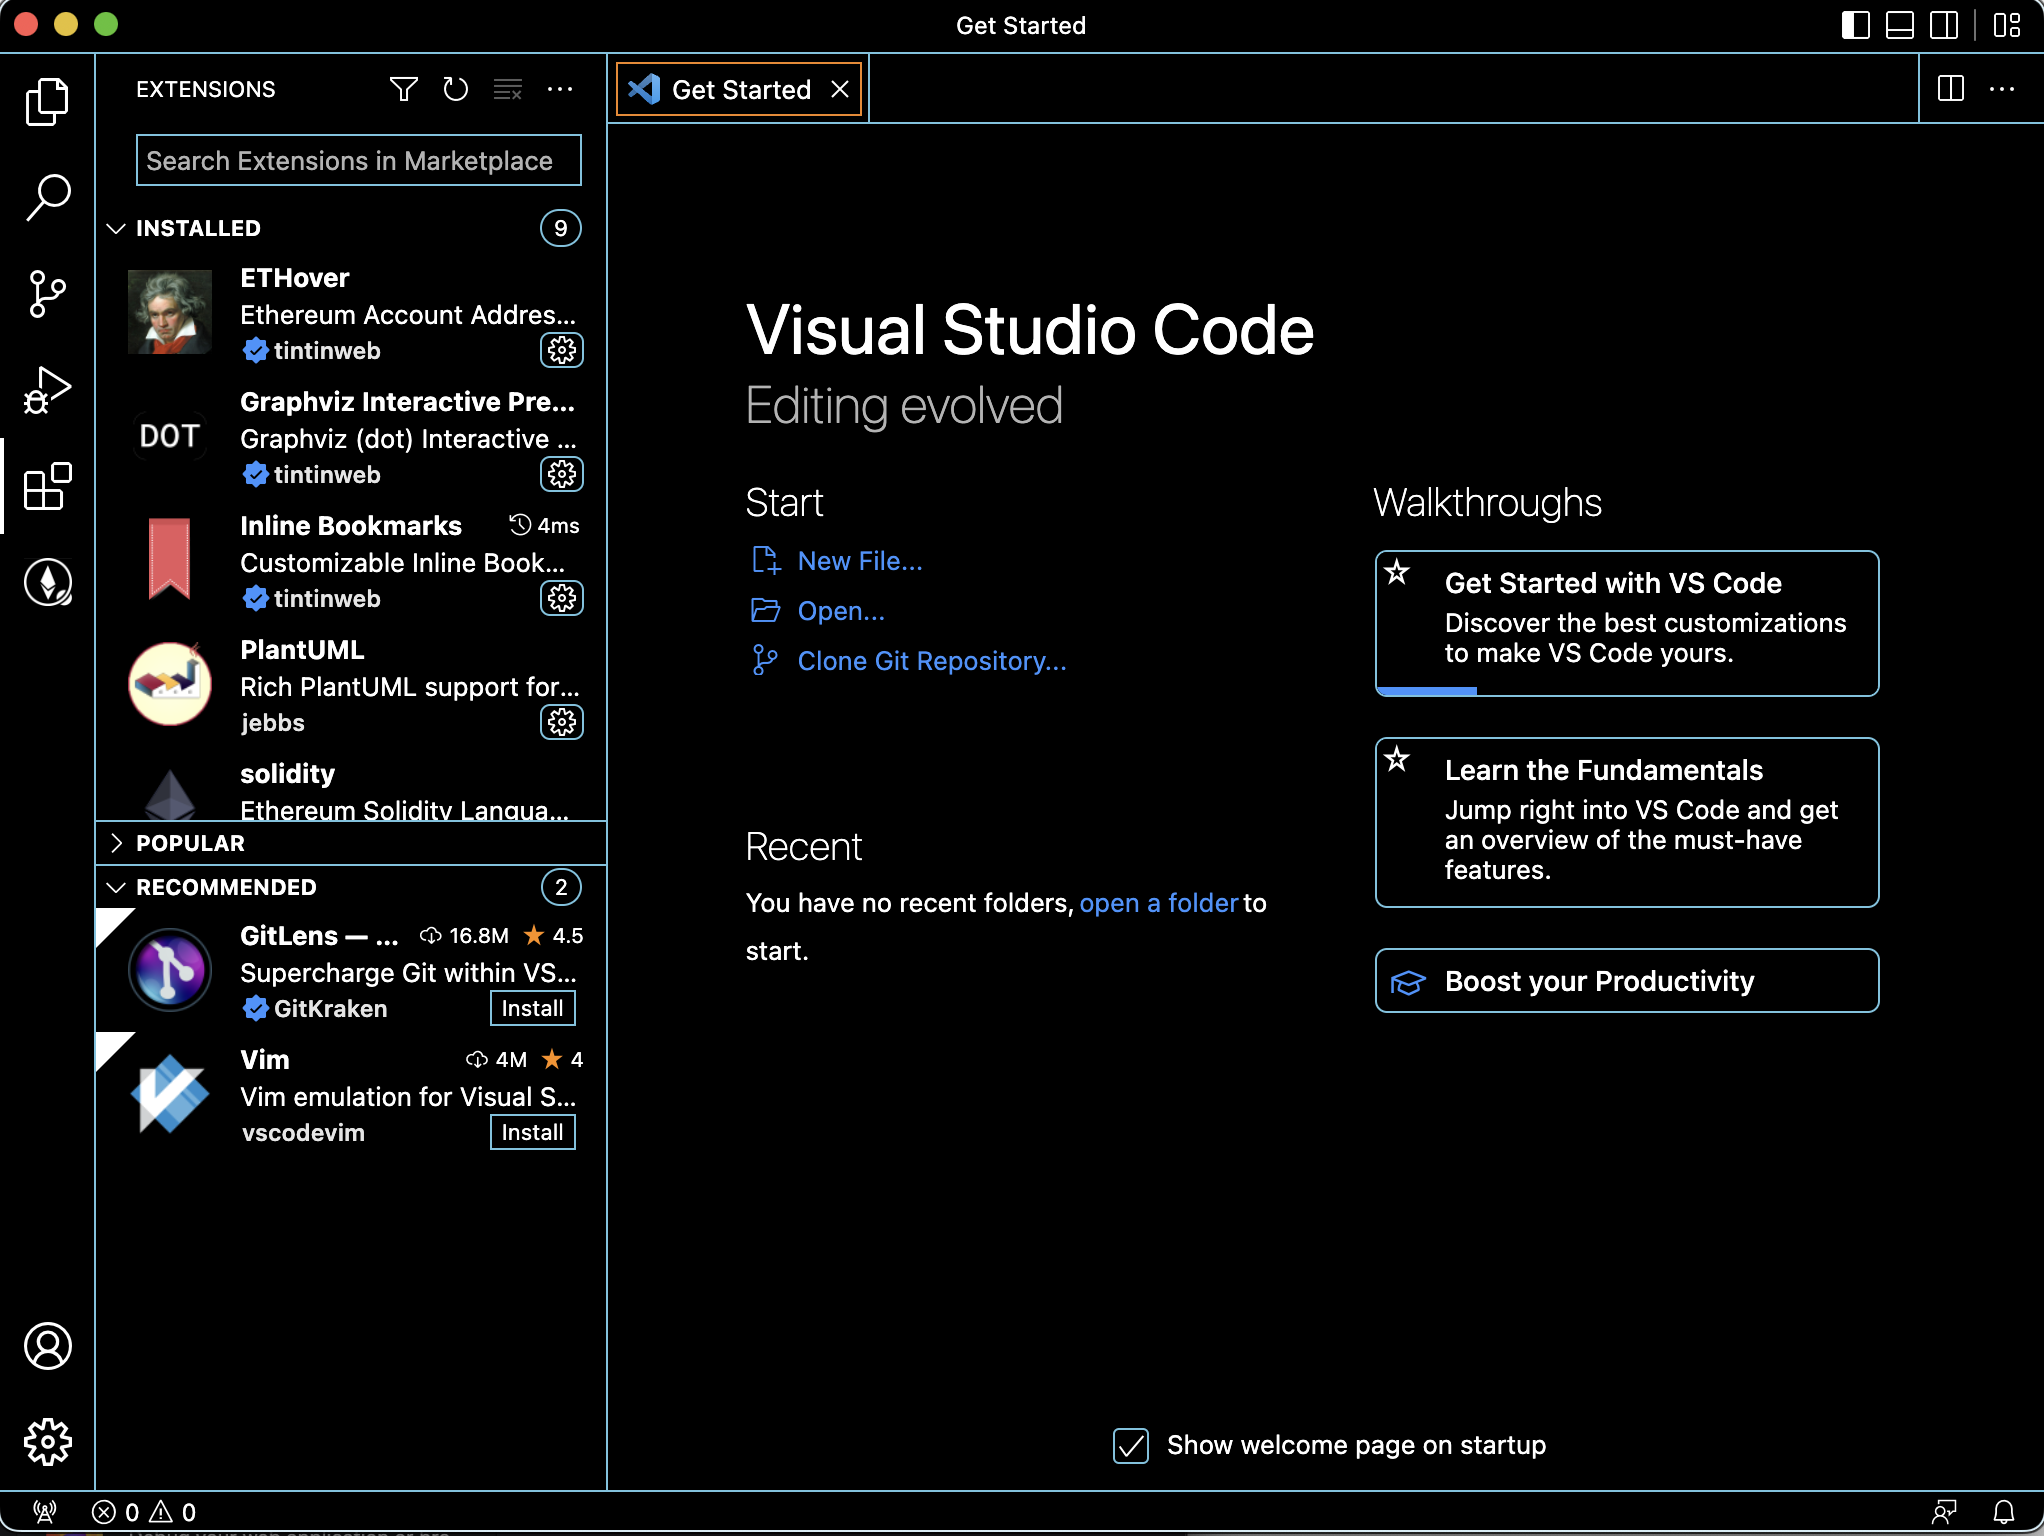 Get Started
EXTENSIONS
Search Extensions in Marketplace
INSTALLED 9
ETHover
Ethereum Account Addres...
tintinweb
DOT
Graphviz Interactive Pre...
Graphviz (dot) Interactive ...
tintinweb
Inline Bookmarks 4ms
Customizable Inline Book...
tintinweb
PlantUML
Rich PlantUML support for...
jebbs
solidity
Ethereum Solidity Langua...
POPULAR
RECOMMENDED 2
GitLens — ... 16.8M 4.5
Supercharge Git within VS...
GitKraken Install
Vim 4M 4
Vim emulation for Visual S...
vscodevim Install
Get Started
Visual Studio Code
Editing evolved
Start
New File...
Open...
Clone Git Repository...
Recent
You have no recent folders, open a folder to
start.
Walkthroughs
Get Started with VS Code
Discover the best customizations
to make VS Code yours.
Learn the Fundamentals
Jump right into VS Code and get
an overview of the must-have
features.
Boost your Productivity
Show welcome page on startup
0 0